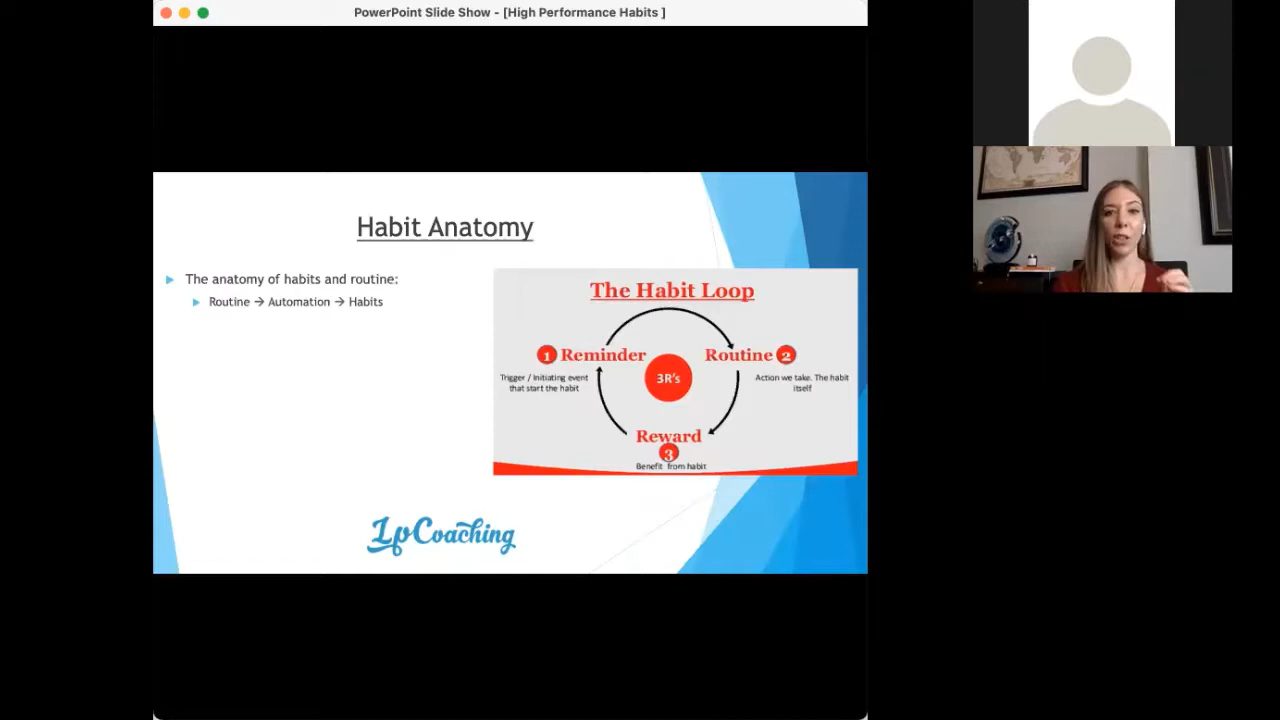 PowerPoint Slide Show - [High Performance Habits ]
Habit Anatomy
The anatomy of habits and routine:
Routine → Automation → Habits
The Habit Loop
1 Reminder
Trigger / Initiating event
that start the habit
3R's
Routine 2
Action we take. The habit
itself
Reward
3
Benefit from habit
LpCoaching